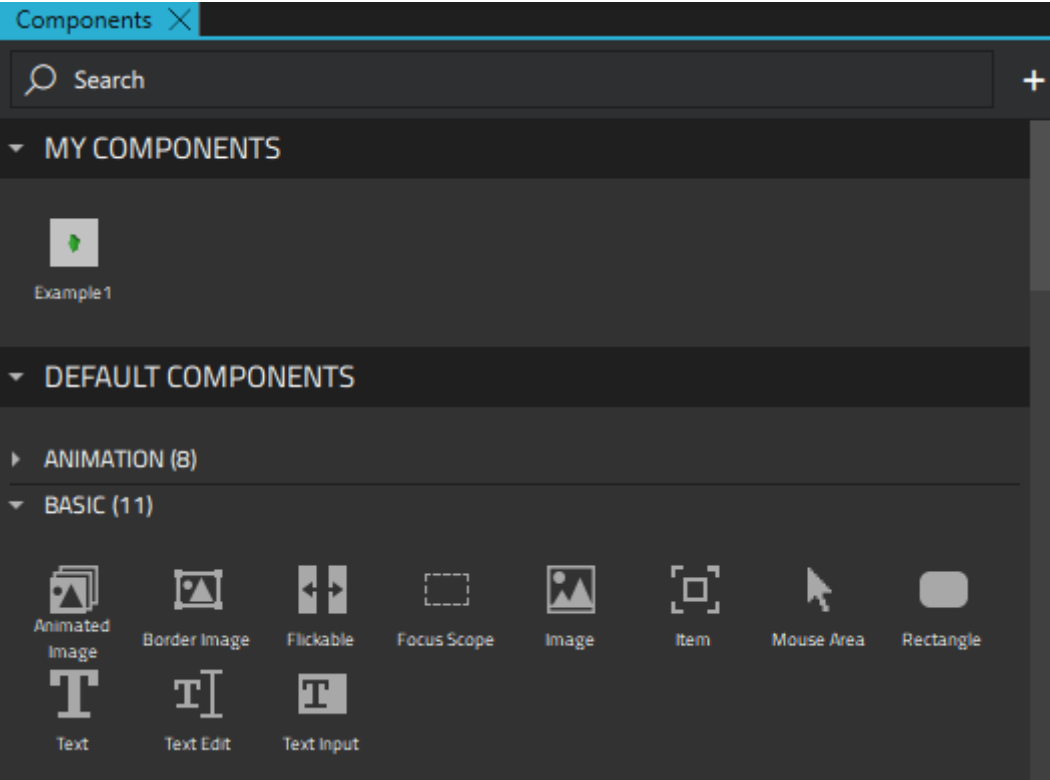 Components
Search
MY COMPONENTS
Example1
DEFAULT COMPONENTS
ANIMATION (8)
BASIC (11)
Animated
Image
Border Image
Flickable
Focus Scope
Image
Item
Mouse Area
Rectangle
Text
Text Edit
Text Input